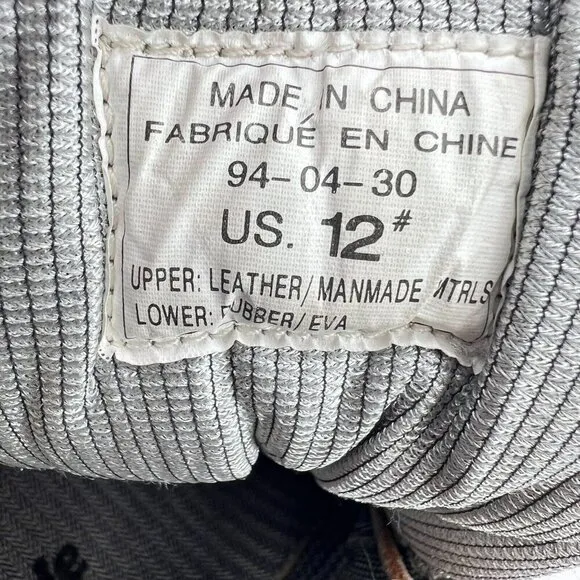 MADE IN CHINA
FABRIQUÉ EN CHINE
94-04-30
US. 12#
UPPER: LEATHER/MANMADE MTRLS
LOWER: RUBBER/EVA